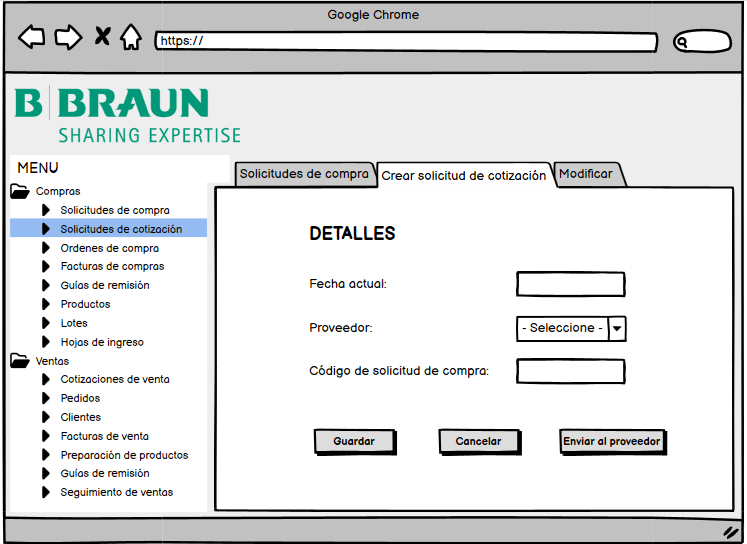 Google Chrome
https://
B BRAUN
SHARING EXPERTISE
MENU
Compras
Solicitudes de compra
Solicitudes de cotización
Ordenes de compra
Facturas de compras
Guías de remisión
Productos
Lotes
Hojas de ingreso
Ventas
Cotizaciones de venta
Pedidos
Clientes
Facturas de venta
Preparación de productos
Guías de remisión
Seguimiento de ventas
Solicitudes de compra Crear solicitud de cotización Modificar
DETALLES
Fecha actual:
Proveedor: - Seleccione -
Código de solicitud de compra:
Guardar Cancelar Enviar al proveedor